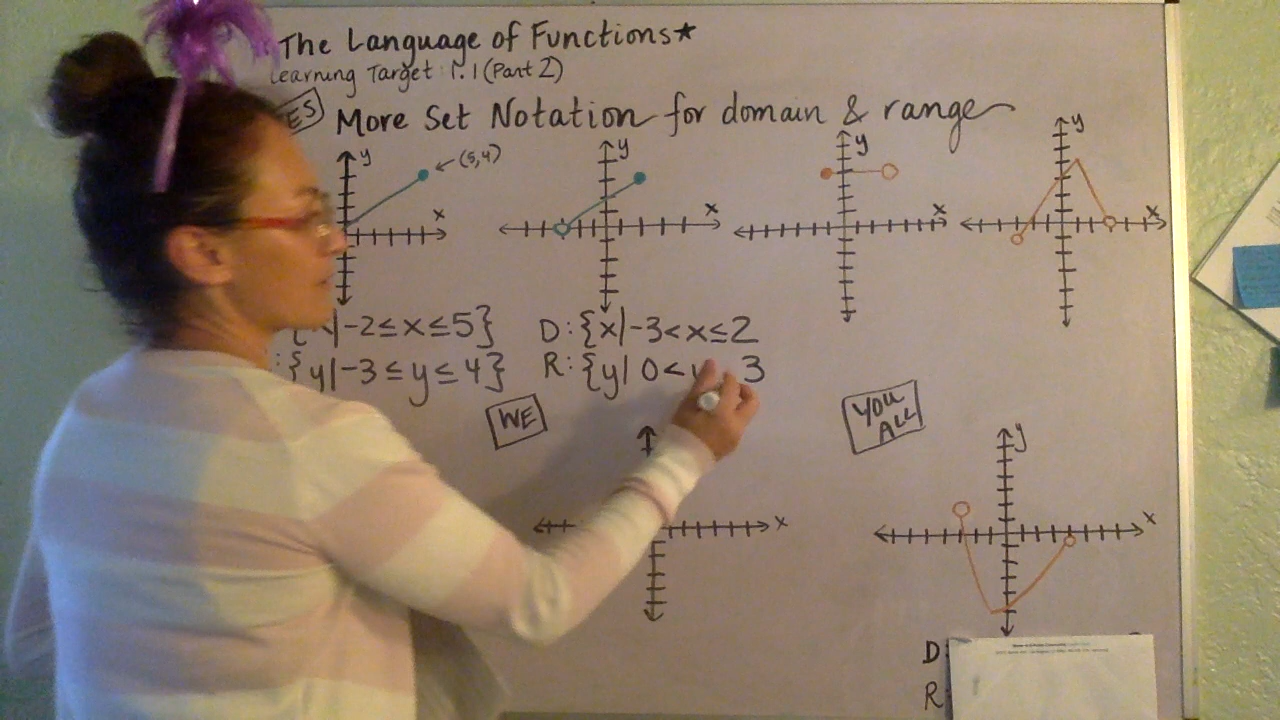 The Language of Functions★
Learning Target 1.1 (Part 2)
ES
More Set Notation for domain & range
y
(5,4)
x
y
x
y
x
y
x
x|-2≤x≤5}
D:{x|-3<x≤2
:{y|-3≤y≤4}
R:{y|0<y 3
WE
YOU ALL
x
y
x
D
R